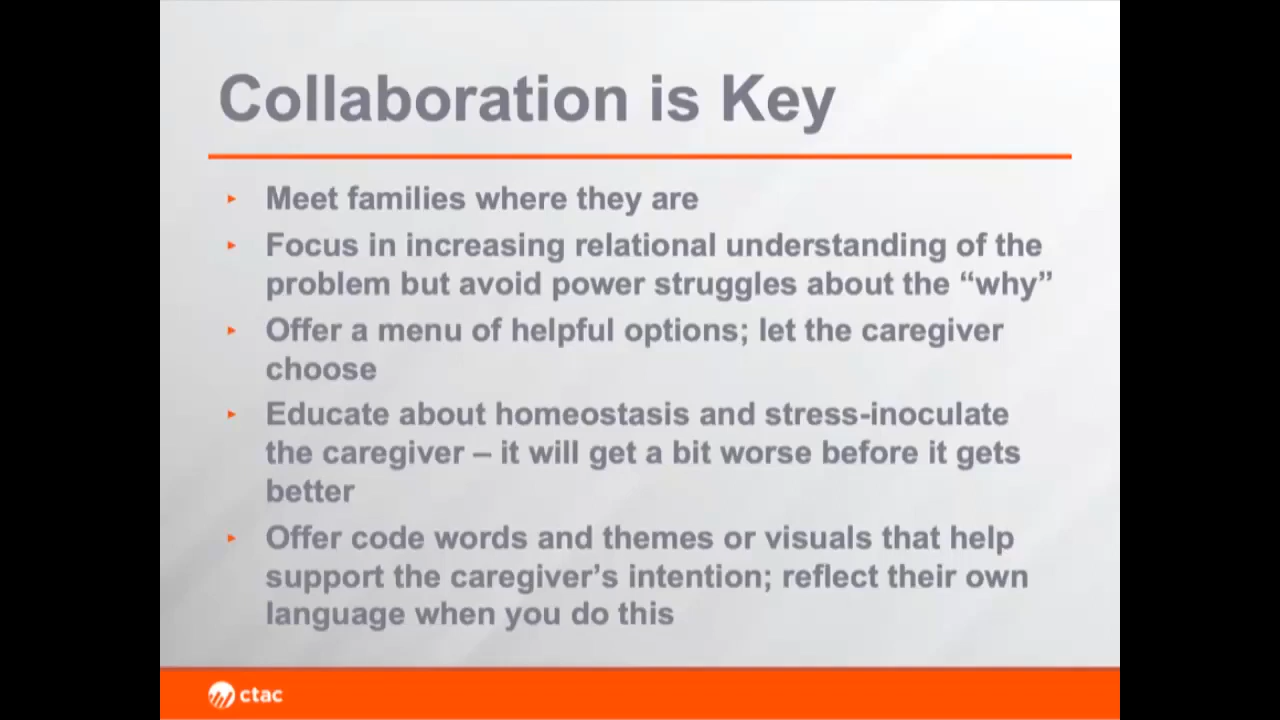 Collaboration is Key
Meet families where they are
Focus in increasing relational understanding of the
problem but avoid power struggles about the “why”
Offer a menu of helpful options; let the caregiver
choose
Educate about homeostasis and stress-inoculate
the caregiver – it will get a bit worse before it gets
better
Offer code words and themes or visuals that help
support the caregiver’s intention; reflect their own
language when you do this
ctac